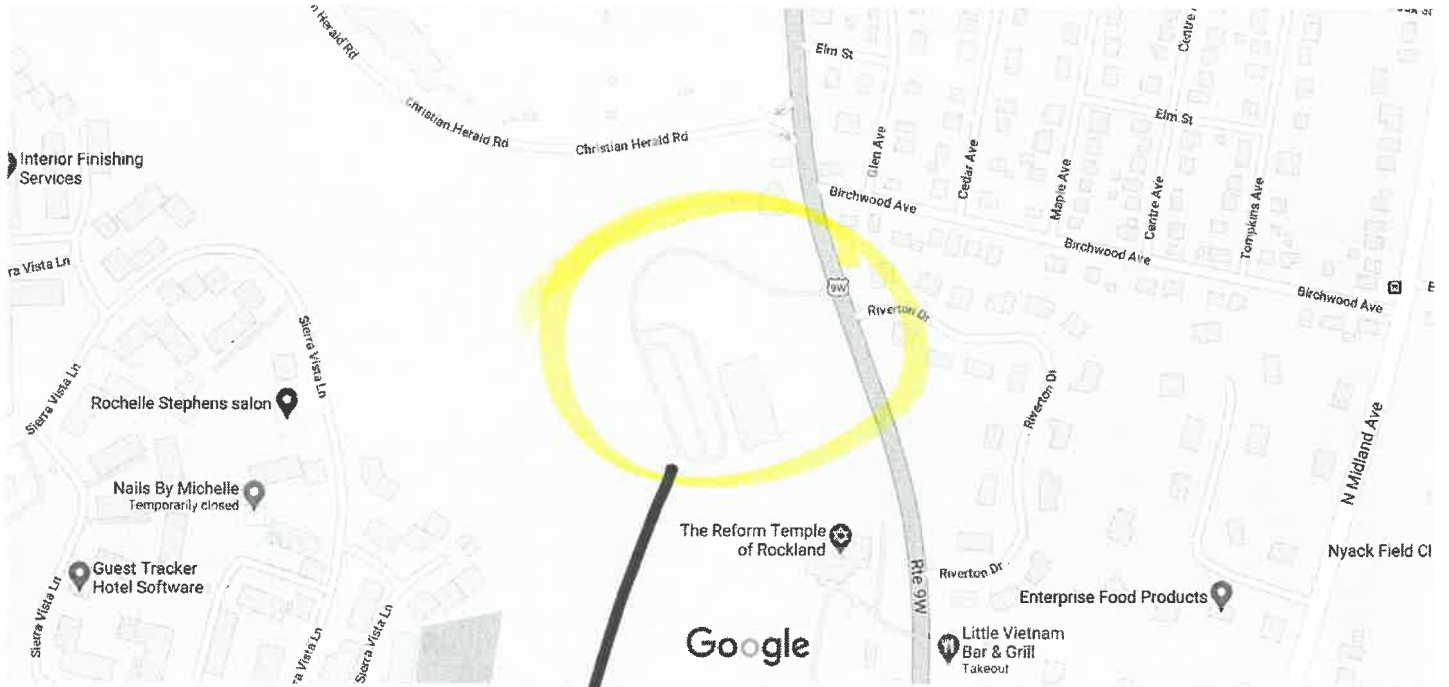 n Herald Rd
Christian Herald Rd
Christian Herald Rd
Elm St
Centre
Elm St
Glen Ave
Cedar Ave
Maple Ave
Centre Ave
Tompkins Ave
Birchwood Ave
Birchwood Ave
Birchwood Ave
Interior Finishing
Services
ra Vista Ln
Sierra Vista Ln
Sierra Vista Ln
9W
Riverton Dr
Riverton Dr
Rochelle Stephens salon
N Midland Ave
Nails By Michelle
Temporarily closed
The Reform Temple
of Rockland
Nyack Field Cl
Guest Tracker
Hotel Software
Rte 9W
Riverton Dr
Enterprise Food Products
Sierra Vista Ln
ra Vista Ln
Sierra Vista Ln
Google
Little Vietnam
Bar & Grill
Takeout